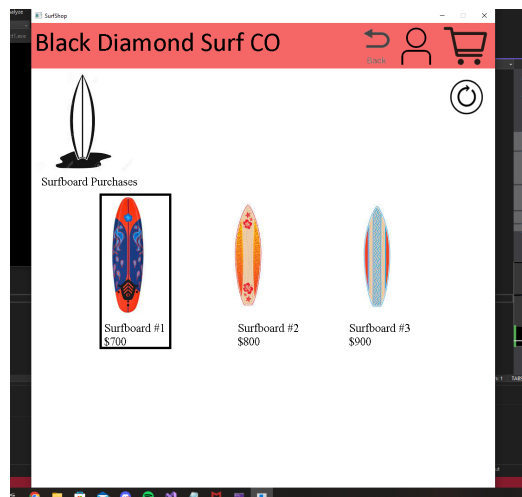 SurfShop
Black Diamond Surf CO
Back
Surfboard Purchases
Surfboard #1
$700
Surfboard #2
$800
Surfboard #3
$900